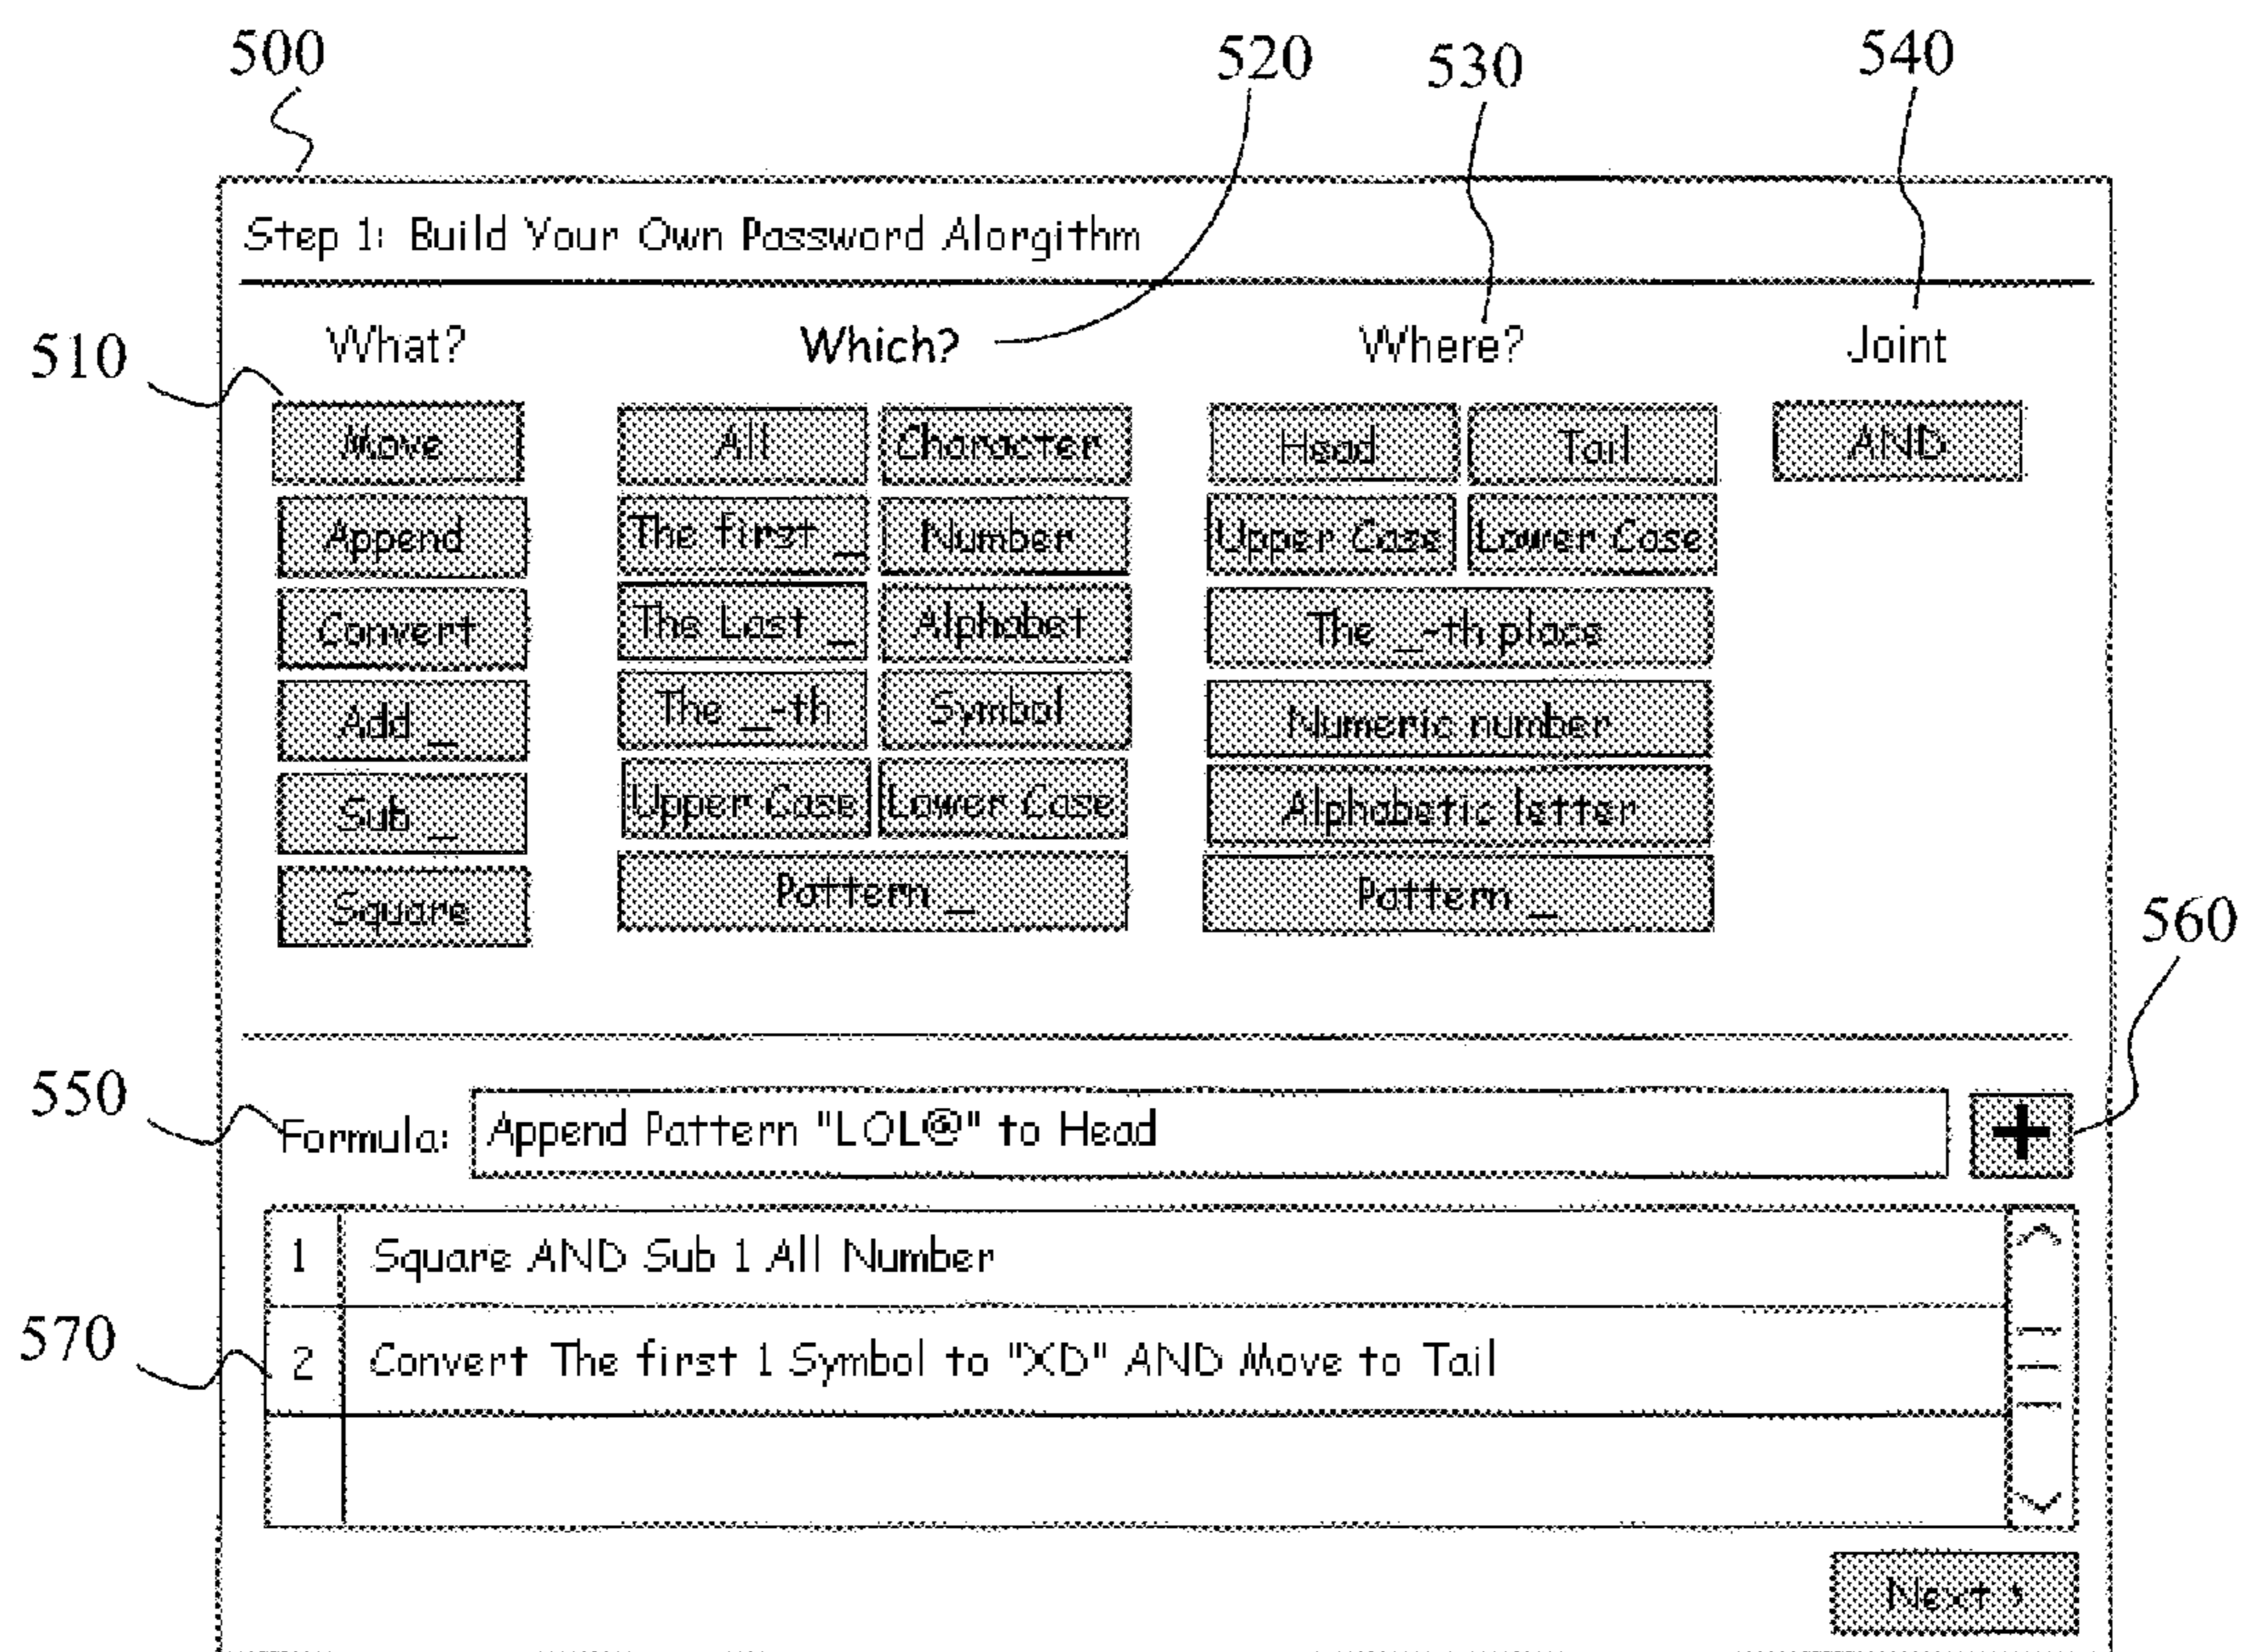 500 520 530 540
Step 1: Build Your Own Password Alorgithm
510 What? Which? Where? Joint
Move All Character Head Tail AND
Append The first _ Number Upper Case Lower Case
Convert The Last _ Alphabet The _-th place
Add _ The _-th Symbol Numeric number
Sub _ Upper Case Lower Case Alphabetic letter
Square Pattern _ Pattern _
560
550 Formula: Append Pattern "LOL@" to Head +
1 Square AND Sub 1 All Number
570 2 Convert The first 1 Symbol to "XD" AND Move to Tail
Next >